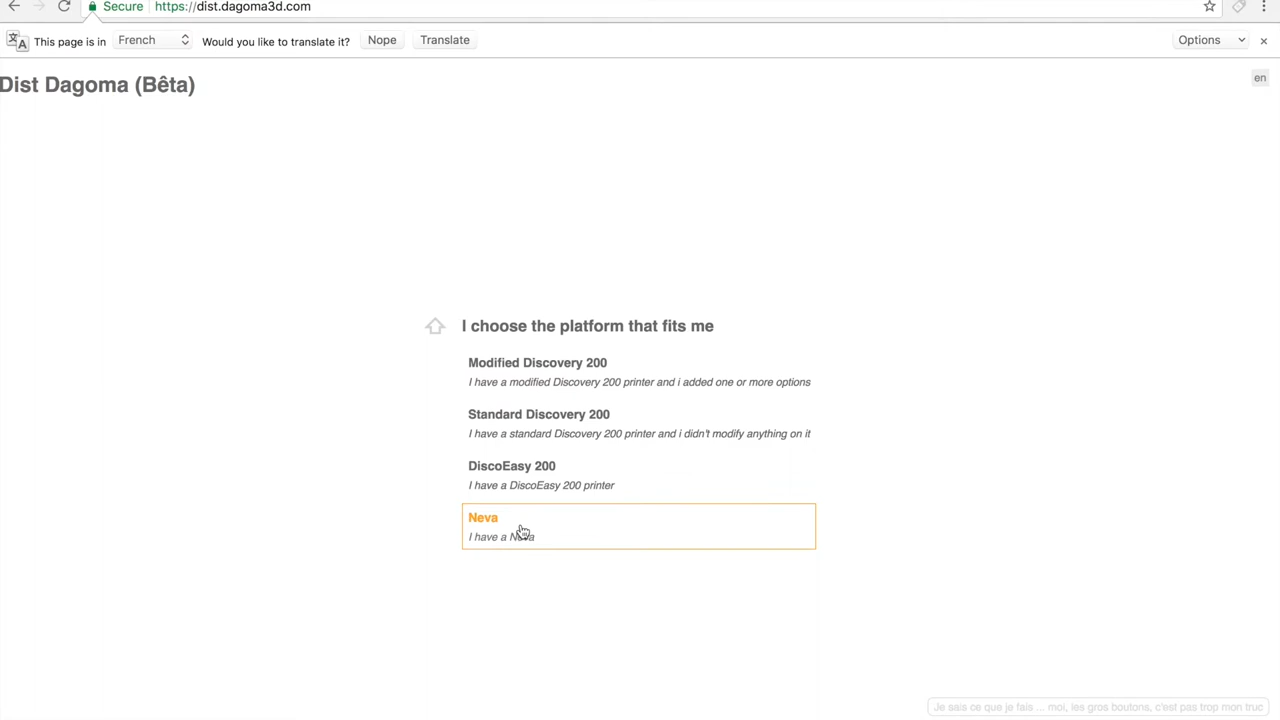 Secure https://dist.dagoma3d.com
This page is in French Would you like to translate it? Nope Translate Options
Dist Dagoma (Bêta)
en
I choose the platform that fits me
Modified Discovery 200
I have a modified Discovery 200 printer and i added one or more options
Standard Discovery 200
I have a standard Discovery 200 printer and i didn't modify anything on it
DiscoEasy 200
I have a DiscoEasy 200 printer
Neva
I have a Neva
Je sais ce que je fais ... moi, les gros boutons, c'est pas trop mon truc